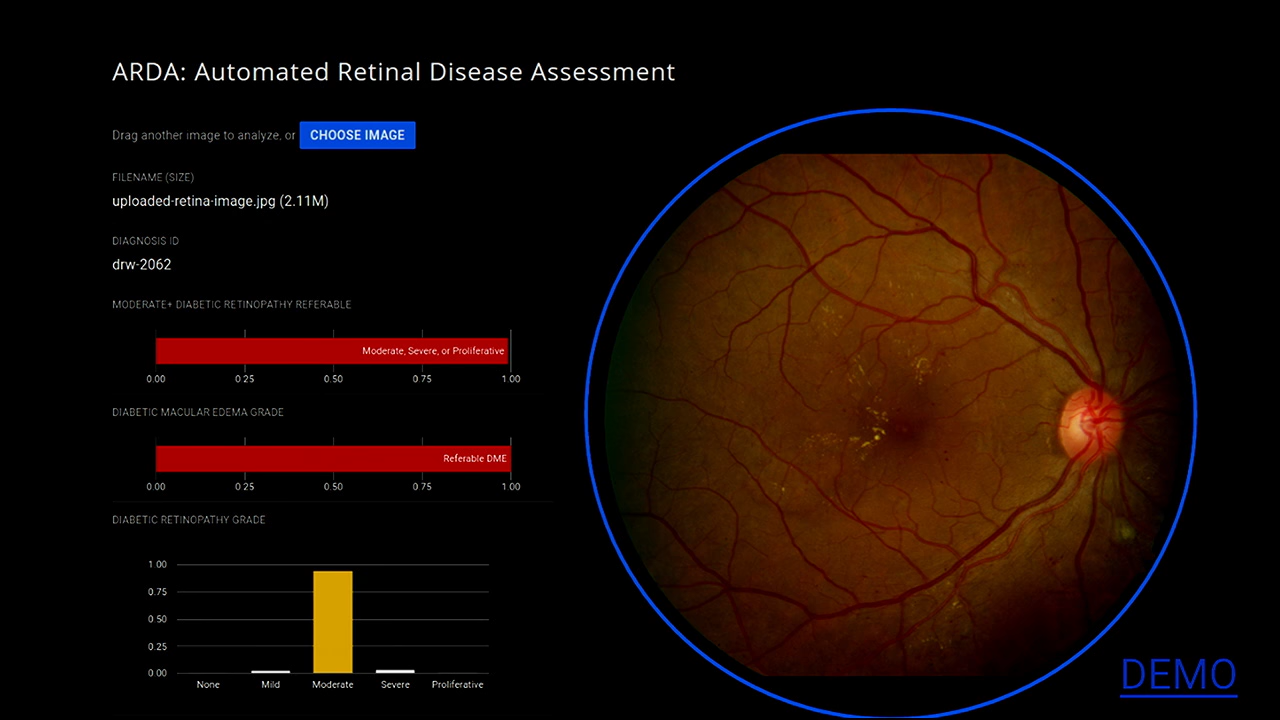 ARDA: Automated Retinal Disease Assessment
Drag another image to analyze, or CHOOSE IMAGE
FILENAME (SIZE)
uploaded-retina-image.jpg (2.11M)
DIAGNOSIS ID
drw-2062
MODERATE+ DIABETIC RETINOPATHY REFERABLE
Moderate, Severe, or Proliferative
0.00 0.25 0.50 0.75 1.00
DIABETIC MACULAR EDEMA GRADE
Referable DME
0.00 0.25 0.50 0.75 1.00
DIABETIC RETINOPATHY GRADE
1.00
0.75
0.50
0.25
0.00
None Mild Moderate Severe Proliferative
DEMO